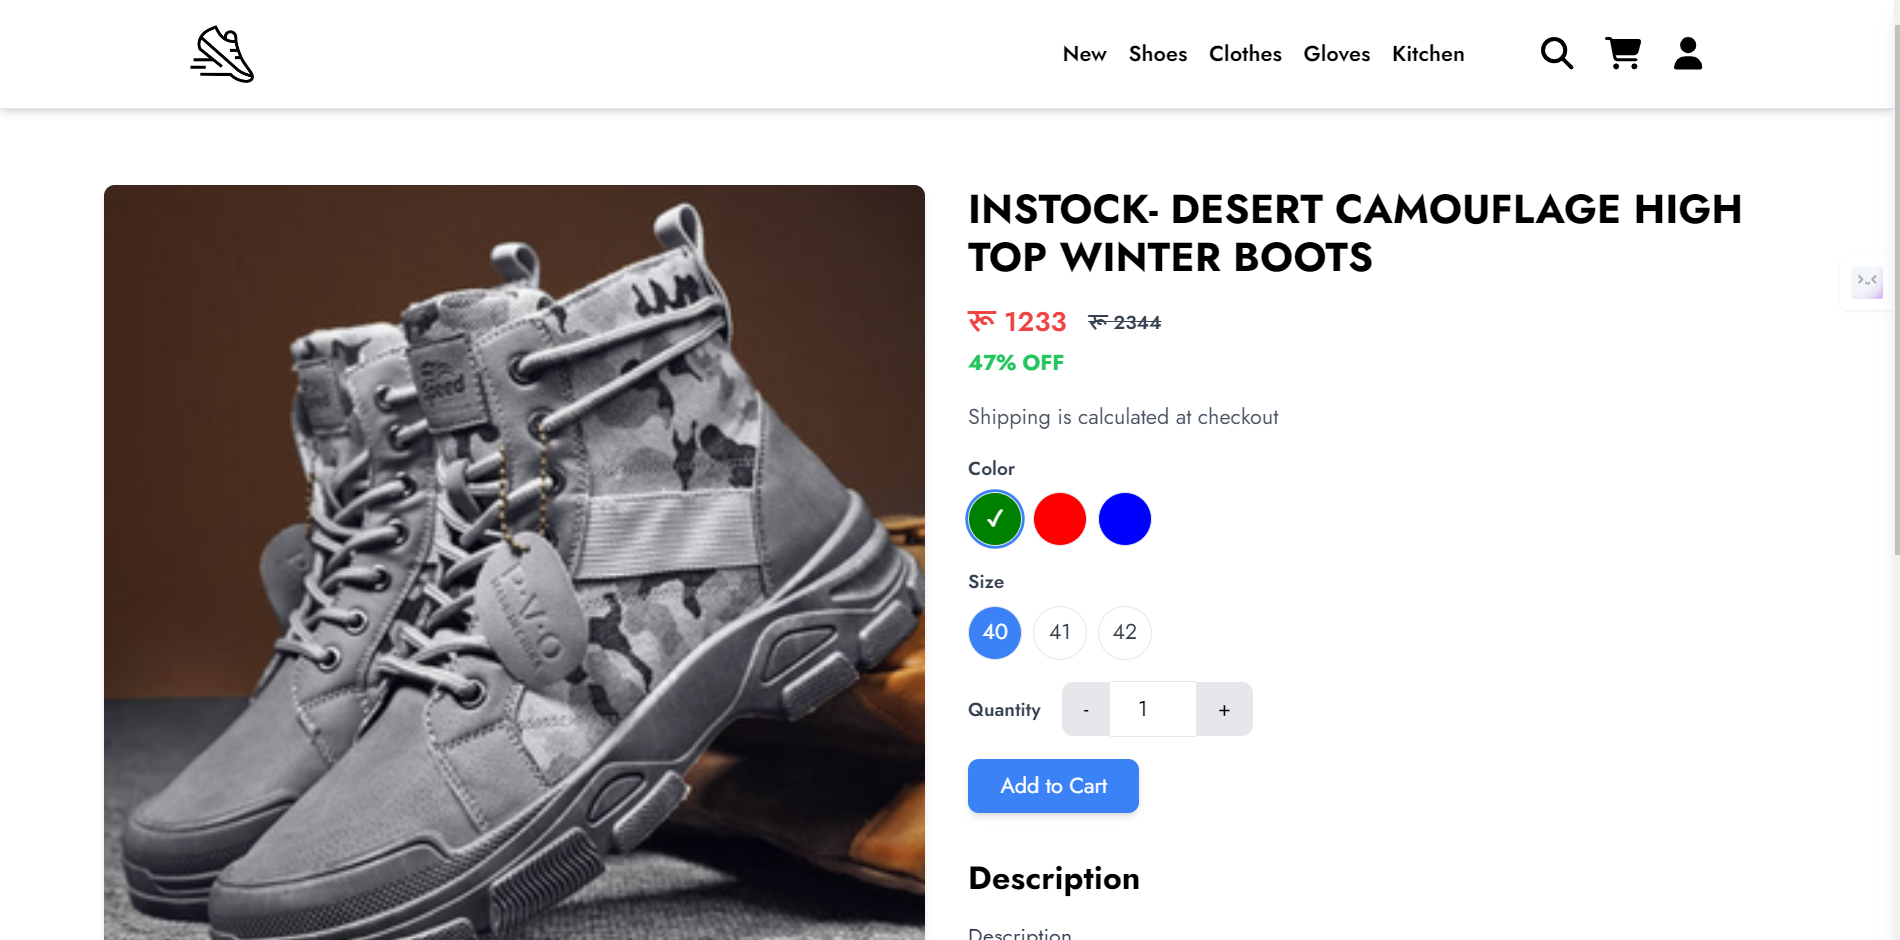 New Shoes Clothes Gloves Kitchen
INSTOCK- DESERT CAMOUFLAGE HIGH
TOP WINTER BOOTS
रू 1233 रू 2344
47% OFF
Shipping is calculated at checkout
Color
✓
Size
40 41 42
Quantity - 1 +
Add to Cart
Description
Description